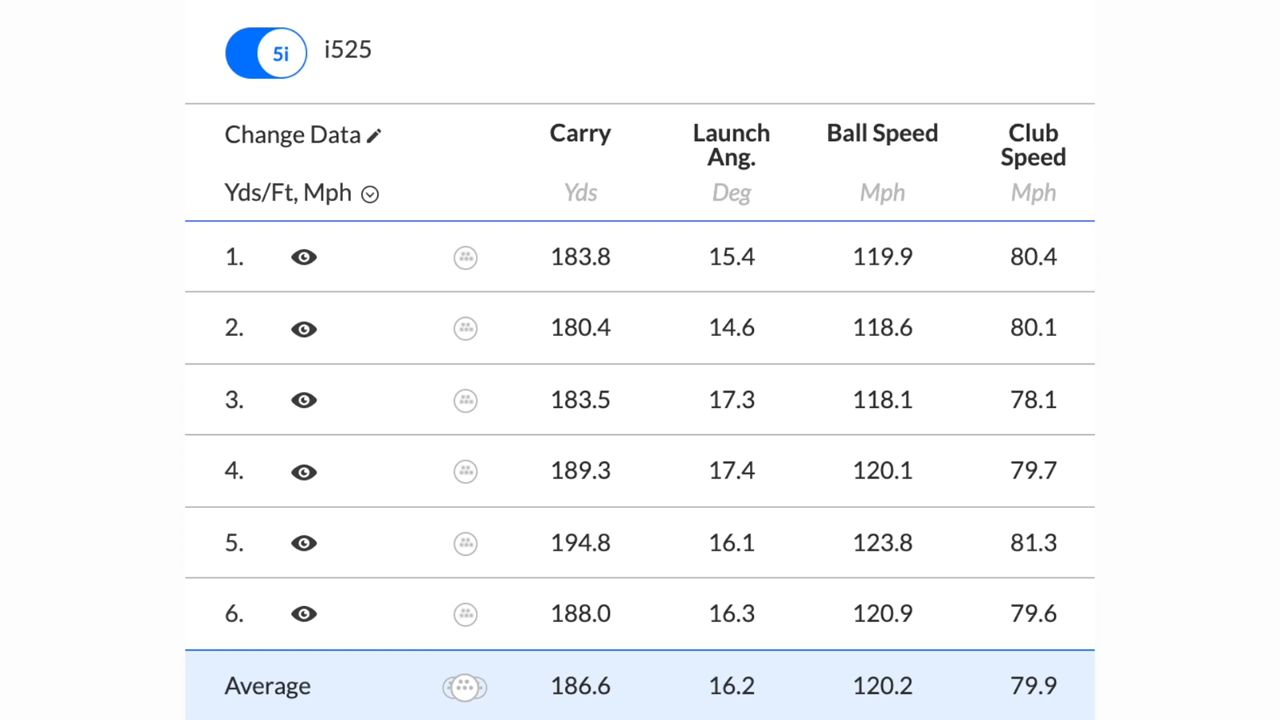 5i i525
Change Data Carry Launch Ang. Ball Speed Club Speed
Yds/Ft, Mph Yds Deg Mph Mph
1. 183.8 15.4 119.9 80.4
2. 180.4 14.6 118.6 80.1
3. 183.5 17.3 118.1 78.1
4. 189.3 17.4 120.1 79.7
5. 194.8 16.1 123.8 81.3
6. 188.0 16.3 120.9 79.6
Average 186.6 16.2 120.2 79.9